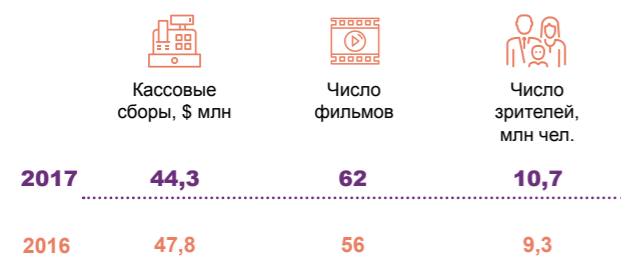 Кассовые
сборы, $ млн
Число
фильмов
Число
зрителей,
млн чел.
2017 44,3 62 10,7
2016 47,8 56 9,3